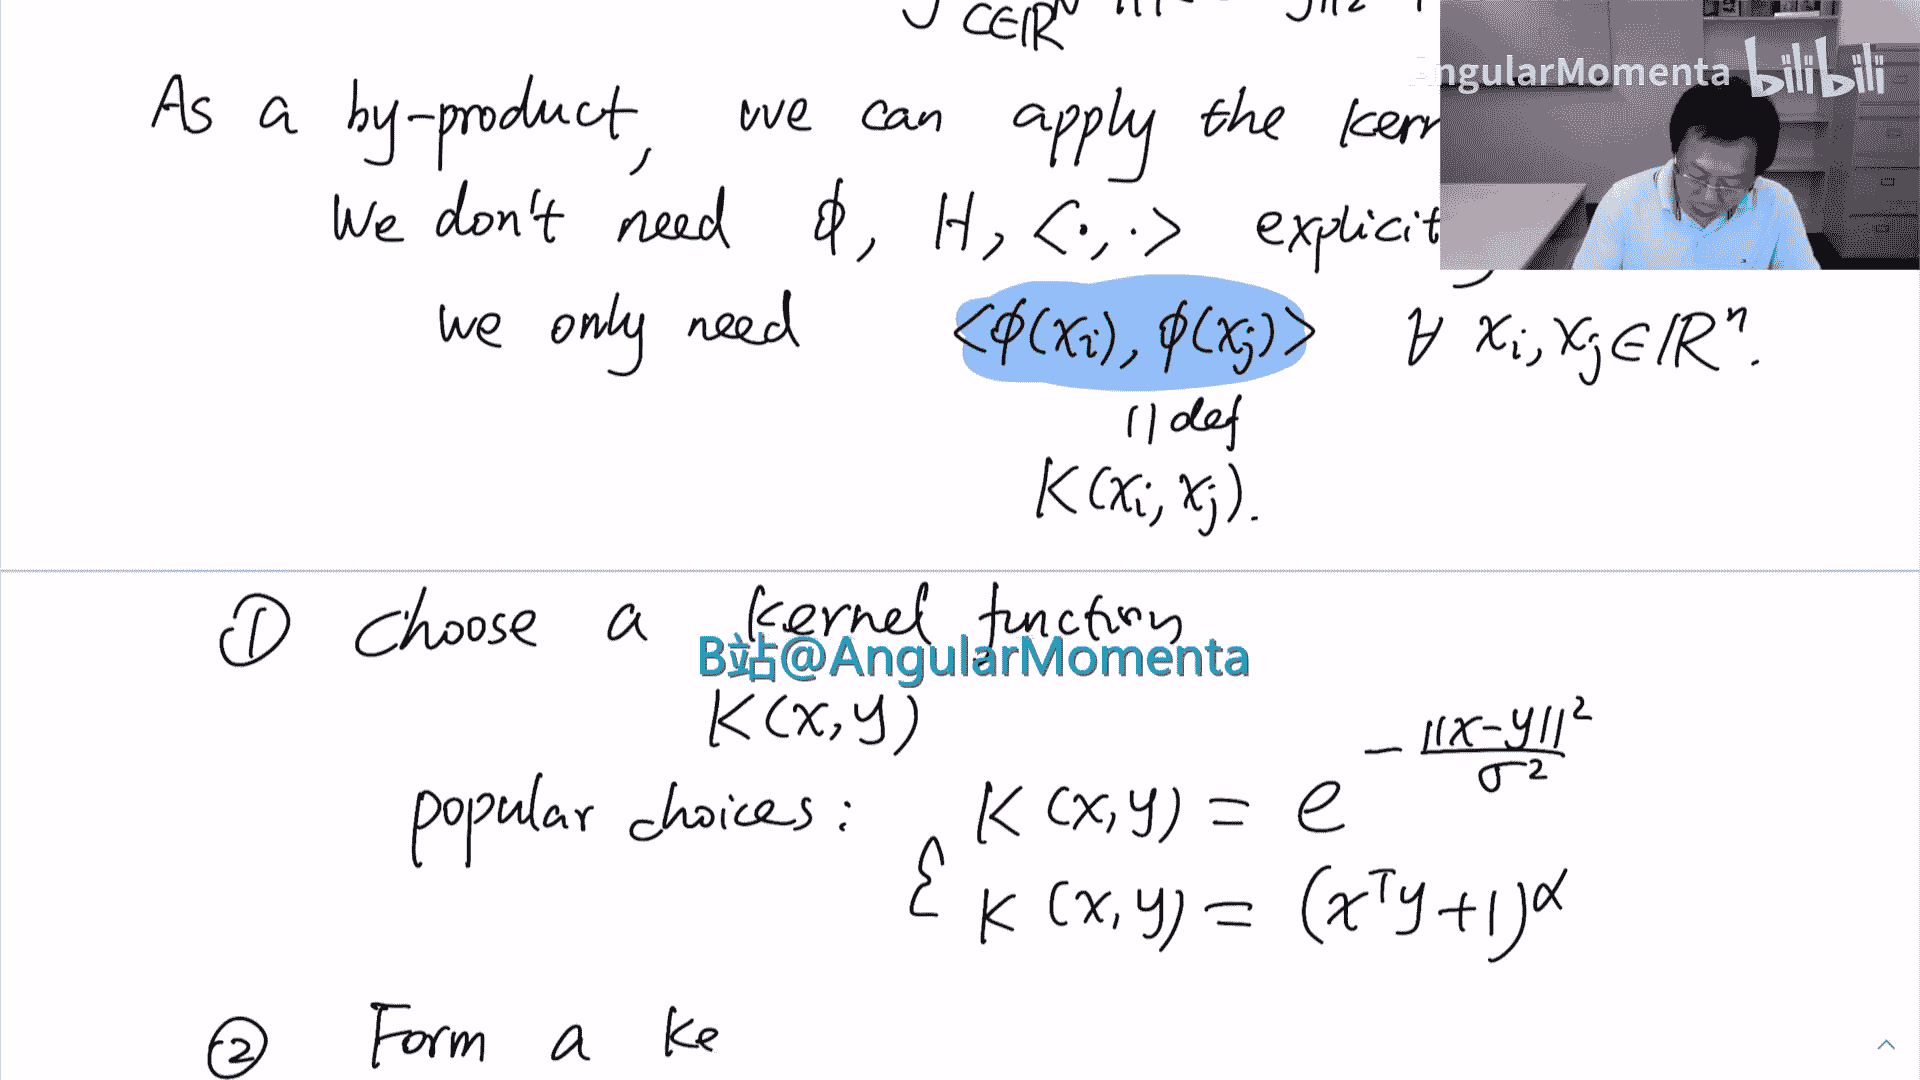 C∈ℝᴺ
As a by-product, we can apply the
AngularMomenta bilibili
We don't need Φ, H, <·,·>
we only need <Φ(xᵢ), Φ(xⱼ)> ∀ xᵢ, xⱼ ∈ ℝⁿ.
|| def
K(xᵢ, xⱼ).
① Choose a kernel function
B站@AngularMomenta
K(x,y)
popular choices: { K(x,y) = e^(-||x-y||²/σ²)
K(x,y) = (xᵀy+1)^α
② Form a ke